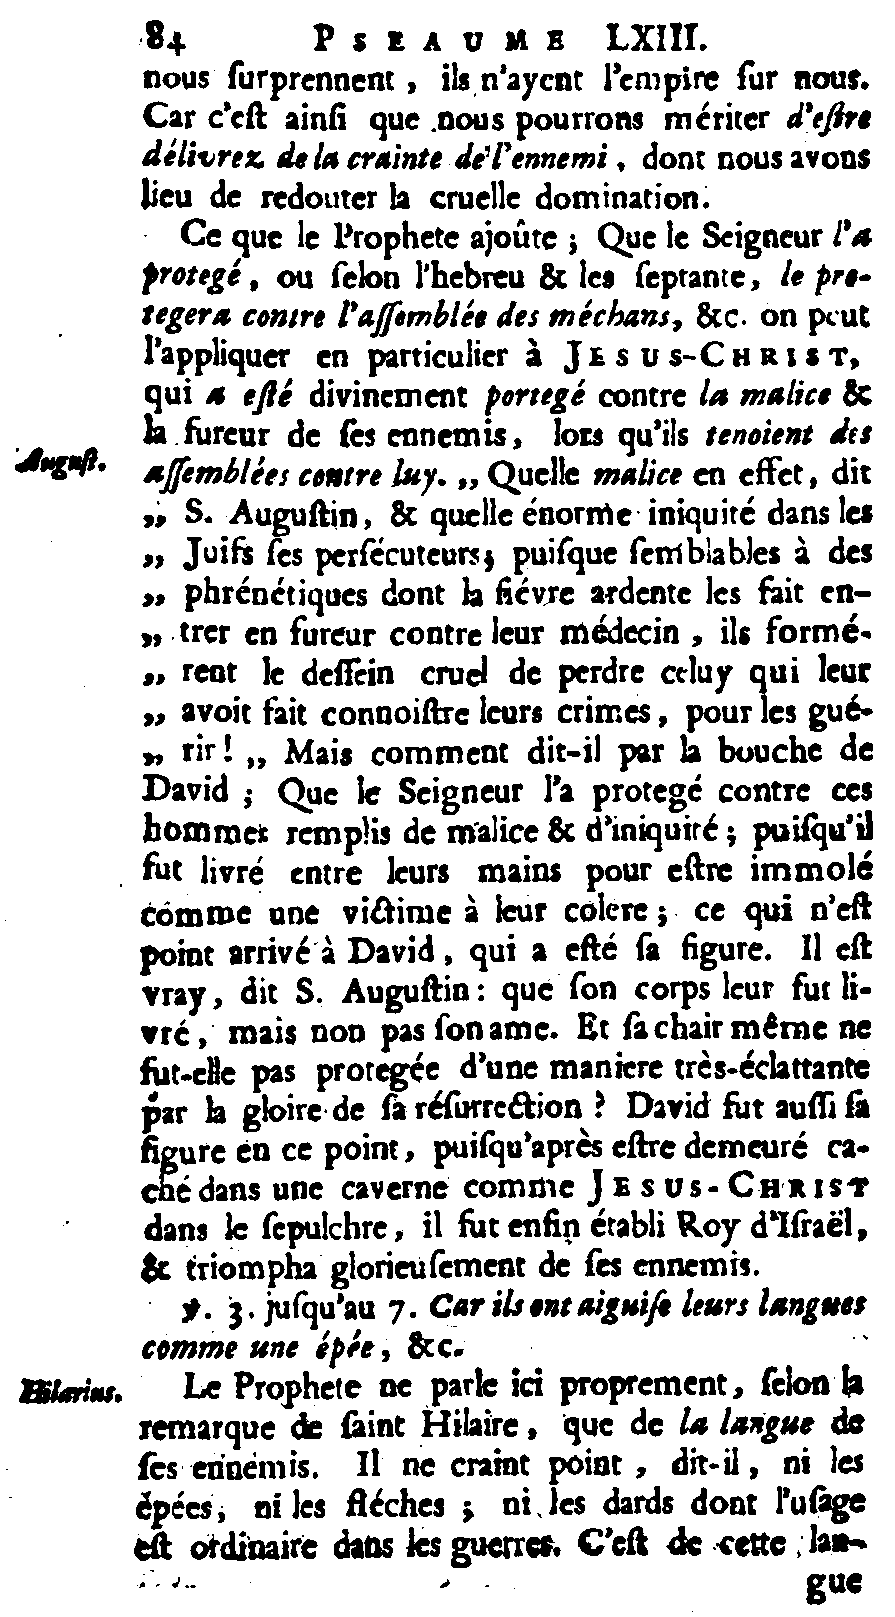 84 PSEAUME LXIII.
nous ſurprennent, ils n'ayent l'empire ſur nous.
Car c'eſt ainſi que nous pourrons mériter d'eſtre
délivrez de la crainte de l'ennemi, dont nous avons
lieu de redouter la cruelle domination.
Ce que le Prophete ajoûte ; Que le Seigneur l'a
protegé, ou ſelon l'hebreu & les ſeptante, le pro-
tegera contre l'aſſemblée des méchans, &c. on peut
l'appliquer en particulier à JESUS-CHRIST,
qui a eſté divinement portegé contre la malice &
la fureur de ſes ennemis, lors qu'ils tenoient des
August. aſſemblées contre luy. ,, Quelle malice en effet, dit
,, S. Auguſtin, & quelle énorme iniquité dans les
,, Juifs ſes perſécuteurs; puiſque ſemblables à des
,, phrénétiques dont la fiévre ardente les fait en-
,, trer en fureur contre leur médecin, ils formé-
,, rent le deſſein cruel de perdre celuy qui leur
,, avoit fait connoiſtre leurs crimes, pour les gué-
,, rir! ,, Mais comment dit-il par la bouche de
David ; Que le Seigneur l'a protegé contre ces
hommes remplis de malice & d'iniquité ; puiſqu'il
fut livré entre leurs mains pour eſtre immolé
comme une victime à leur colere ; ce qui n'eſt
point arrivé à David, qui a eſté ſa figure. Il eſt
vray, dit S. Auguſtin: que ſon corps leur fut li-
vré, mais non pas ſon ame. Et ſa chair même ne
fut-elle pas protegée d'une maniere très-éclattante
par la gloire de ſa réſurrection ? David fut auſſi ſa
figure en ce point, puiſqu'après eſtre demeuré ca-
ché dans une caverne comme JESUS-CHRIST
dans le ſepulchre, il fut enfin établi Roy d'Iſraël,
& triompha glorieuſement de ſes ennemis.
℣. 3. juſqu'au 7. Car ils ont aiguiſé leurs langues
comme une épée, &c.
Hilarius. Le Prophete ne parle ici proprement, ſelon la
remarque de ſaint Hilaire, que de la langue de
ſes ennemis. Il ne craint point, dit-il, ni les
épées, ni les fléches ; ni les dards dont l'uſage
eſt ordinaire dans les guerres. C'eſt de cette lan-
gue